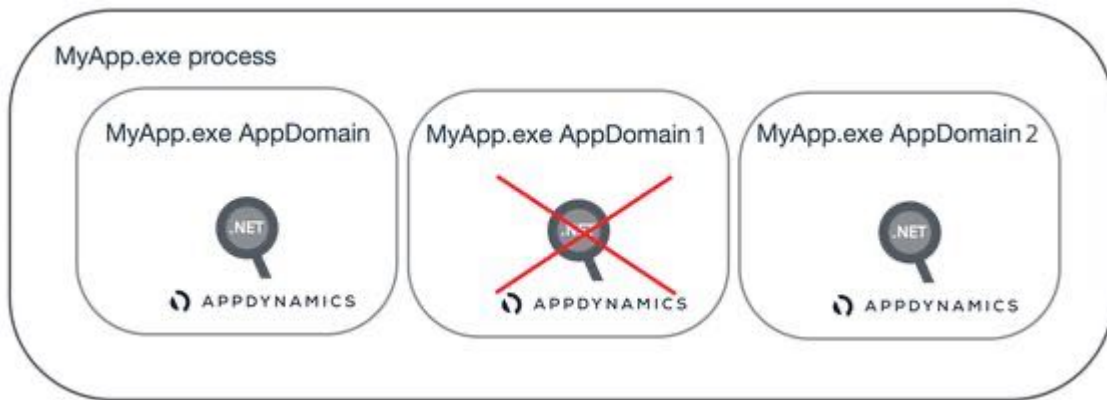 MyApp.exe process
MyApp.exe AppDomain
MyApp.exe AppDomain 1
MyApp.exe AppDomain 2
.NET
.NET
.NET
APPDYNAMICS
APPDYNAMICS
APPDYNAMICS